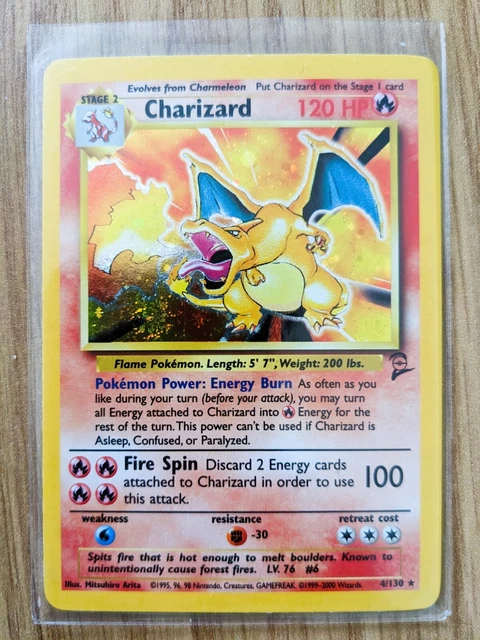 Evolves from Charmeleon Put Charizard on the Stage 1 card
STAGE 2
Charizard 120 HP
Flame Pokémon. Length: 5' 7", Weight: 200 lbs.
Pokémon Power: Energy Burn As often as you
like during your turn (before your attack), you may turn
all Energy attached to Charizard into Energy for the
rest of the turn. This power can't be used if Charizard is
Asleep, Confused, or Paralyzed.
Fire Spin Discard 2 Energy cards
attached to Charizard in order to use 100
this attack.
weakness resistance retreat cost
-30
Spits fire that is hot enough to melt boulders. Known to
unintentionally cause forest fires. LV. 76 #6
Illus. Mitsuhiro Arita ©1995, 96, 98 Nintendo, Creatures, GAMEFREAK. ©1999-2000 Wizards. 4/130 ★